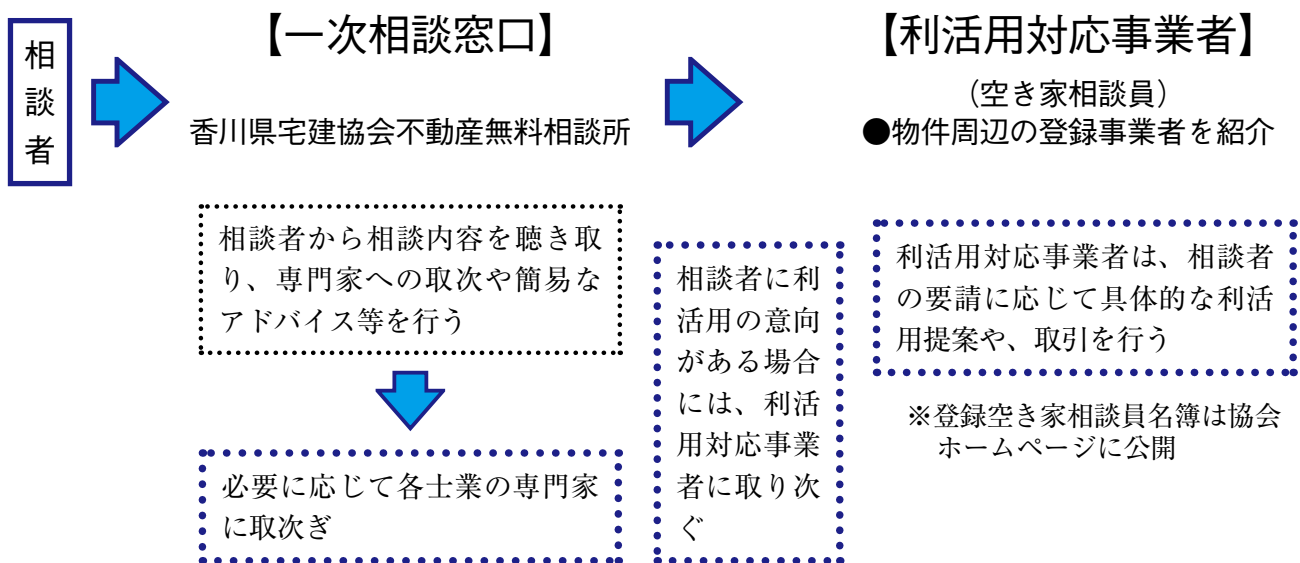 相談者
【一次相談窓口】
香川県宅建協会不動産無料相談所
相談者から相談内容を聴き取
り、専門家への取次や簡易な
アドバイス等を行う
必要に応じて各士業の専門家
に取次ぎ
相談者に利
活用の意向
がある場合
には、利活
用対応事業
者に取り次
ぐ
【利活用対応事業者】
（空き家相談員）
●物件周辺の登録事業者を紹介
利活用対応事業者は、相談者
の要請に応じて具体的な利活
用提案や、取引を行う
※登録空き家相談員名簿は協会
ホームページに公開